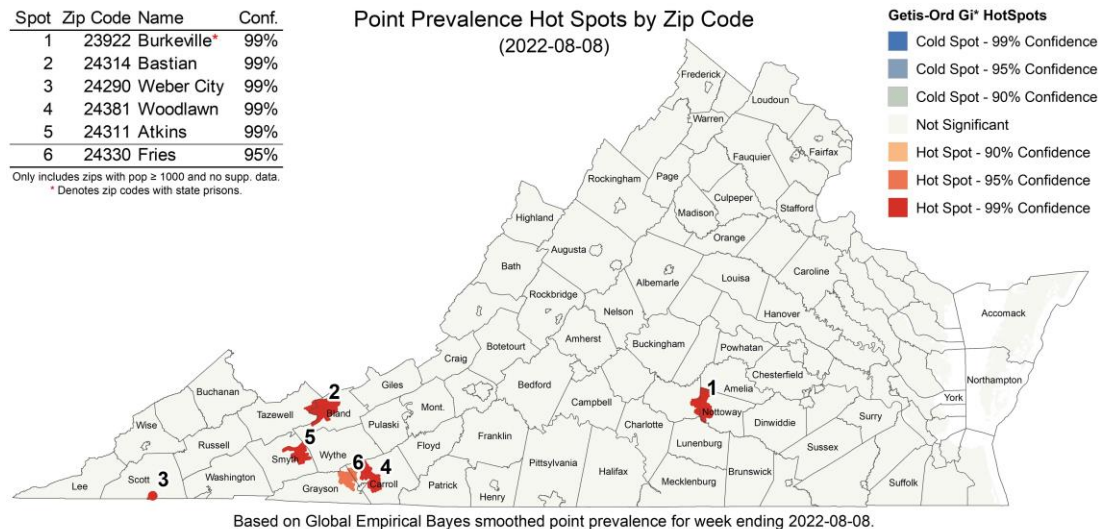 Point Prevalence Hot Spots by Zip Code
(2022-08-08)
Spot Zip Code Name Conf.
1 23922 Burkeville* 99%
2 24314 Bastian 99%
3 24290 Weber City 99%
4 24381 Woodlawn 99%
5 24311 Atkins 99%
6 24330 Fries 95%
Only includes zips with pop ≥ 1000 and no supp. data.
* Denotes zip codes with state prisons.
Getis-Ord Gi* HotSpots
Cold Spot - 99% Confidence
Cold Spot - 95% Confidence
Cold Spot - 90% Confidence
Not Significant
Hot Spot - 90% Confidence
Hot Spot - 95% Confidence
Hot Spot - 99% Confidence
Frederick
Loudoun
Warren
Fairfax
Fauquier
Rockingham
Page
Culpeper
Stafford
Madison
Highland
Orange
Augusta
Bath
Albemarle
Louisa
Caroline
Rockbridge
Nelson
Hanover
Accomack
Botetourt
Amherst
Buckingham
Powhatan
Craig
Chesterfield
Northampton
Buchanan
Giles
Bedford
1
Amelia
York
2
Bland
Tazewell
Mont.
Campbell
Nottoway
Dinwiddie
Surry
Wise
Pulaski
Charlotte
5
Russell
Smyth
Wythe
Floyd
Franklin
Lunenburg
Sussex
Pittsylvania
Halifax
Brunswick
6
4
Lee
Scott
3
Washington
Grayson
Carroll
Patrick
Henry
Mecklenburg
Suffolk
Based on Global Empirical Bayes smoothed point prevalence for week ending 2022-08-08.